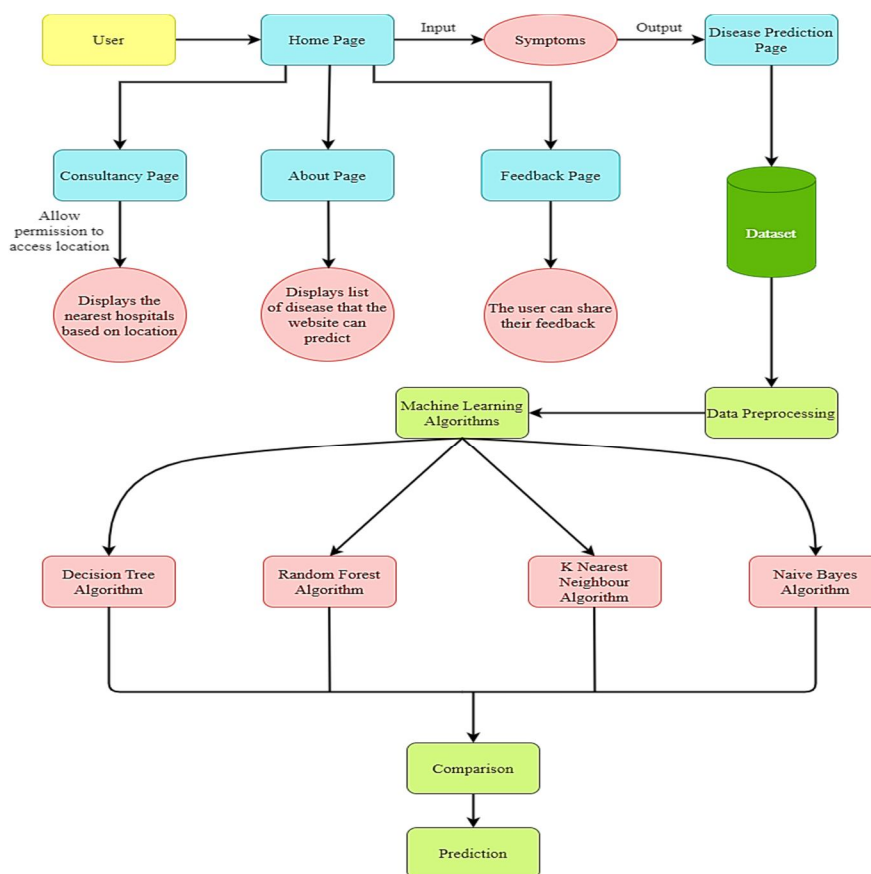 User
Home Page
Input
Symptoms
Output
Disease Prediction
Page
Consultancy Page
About Page
Feedback Page
Allow
permission to
access location
Dataset
Displays the
nearest hospitals
based on location
Displays list
of disease that the
website can
predict
The user can share
their feedback
Machine Learning
Algorithms
Data Preprocessing
Decision Tree
Algorithm
Random Forest
Algorithm
K Nearest
Neighbour
Algorithm
Naive Bayes
Algorithm
Comparison
Prediction